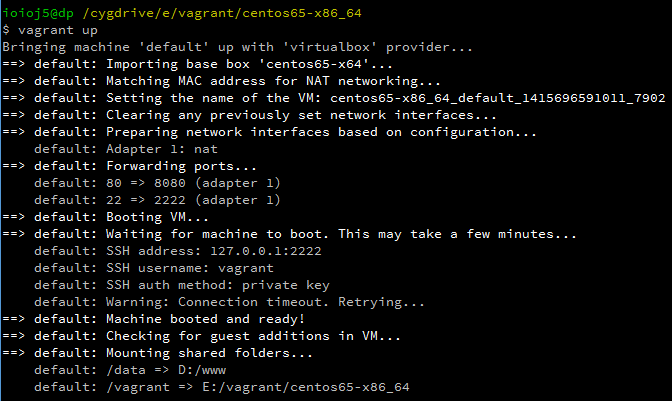 ioioj5@dp /cygdrive/e/vagrant/centos65-x86_64
$ vagrant up
Bringing machine 'default' up with 'virtualbox' provider...
==> default: Importing base box 'centos65-x64'...
==> default: Matching MAC address for NAT networking...
==> default: Setting the name of the VM: centos65-x86_64_default_1415696591011_7902
==> default: Clearing any previously set network interfaces...
==> default: Preparing network interfaces based on configuration...
    default: Adapter 1: nat
==> default: Forwarding ports...
    default: 80 => 8080 (adapter 1)
    default: 22 => 2222 (adapter 1)
==> default: Booting VM...
==> default: Waiting for machine to boot. This may take a few minutes...
    default: SSH address: 127.0.0.1:2222
    default: SSH username: vagrant
    default: SSH auth method: private key
    default: Warning: Connection timeout. Retrying...
==> default: Machine booted and ready!
==> default: Checking for guest additions in VM...
==> default: Mounting shared folders...
    default: /data => D:/www
    default: /vagrant => E:/vagrant/centos65-x86_64